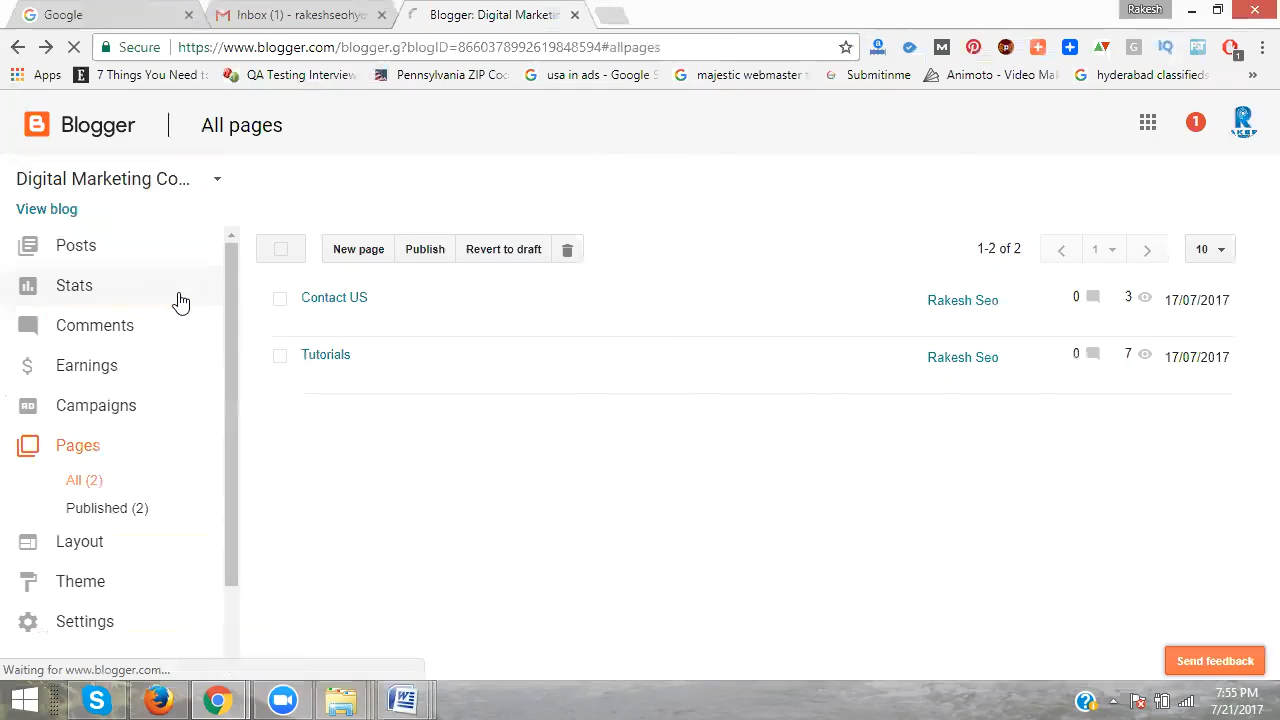 Google
Inbox (1) - rakeshseohy
Blogger: Digital Marketin
Rakesh
Secure
https://www.blogger.com/blogger.g?blogID=8660378992619848594#allpages
Apps
7 Things You Need t
QA Testing Interview
Pennsylvania ZIP Co
usa in ads - Google S
majestic webmaster
Submitinme
Animoto - Video Ma
hyderabad classifieds
Blogger
All pages
1
Digital Marketing Co...
View blog
Posts
Stats
Comments
Earnings
Campaigns
Pages
All (2)
Published (2)
Layout
Theme
Settings
New page
Publish
Revert to draft
1-2 of 2
1
10
Contact US
Rakesh Seo
0
3
17/07/2017
Tutorials
Rakesh Seo
0
7
17/07/2017
Send feedback
Waiting for www.blogger.com...
7:55 PM
7/21/2017